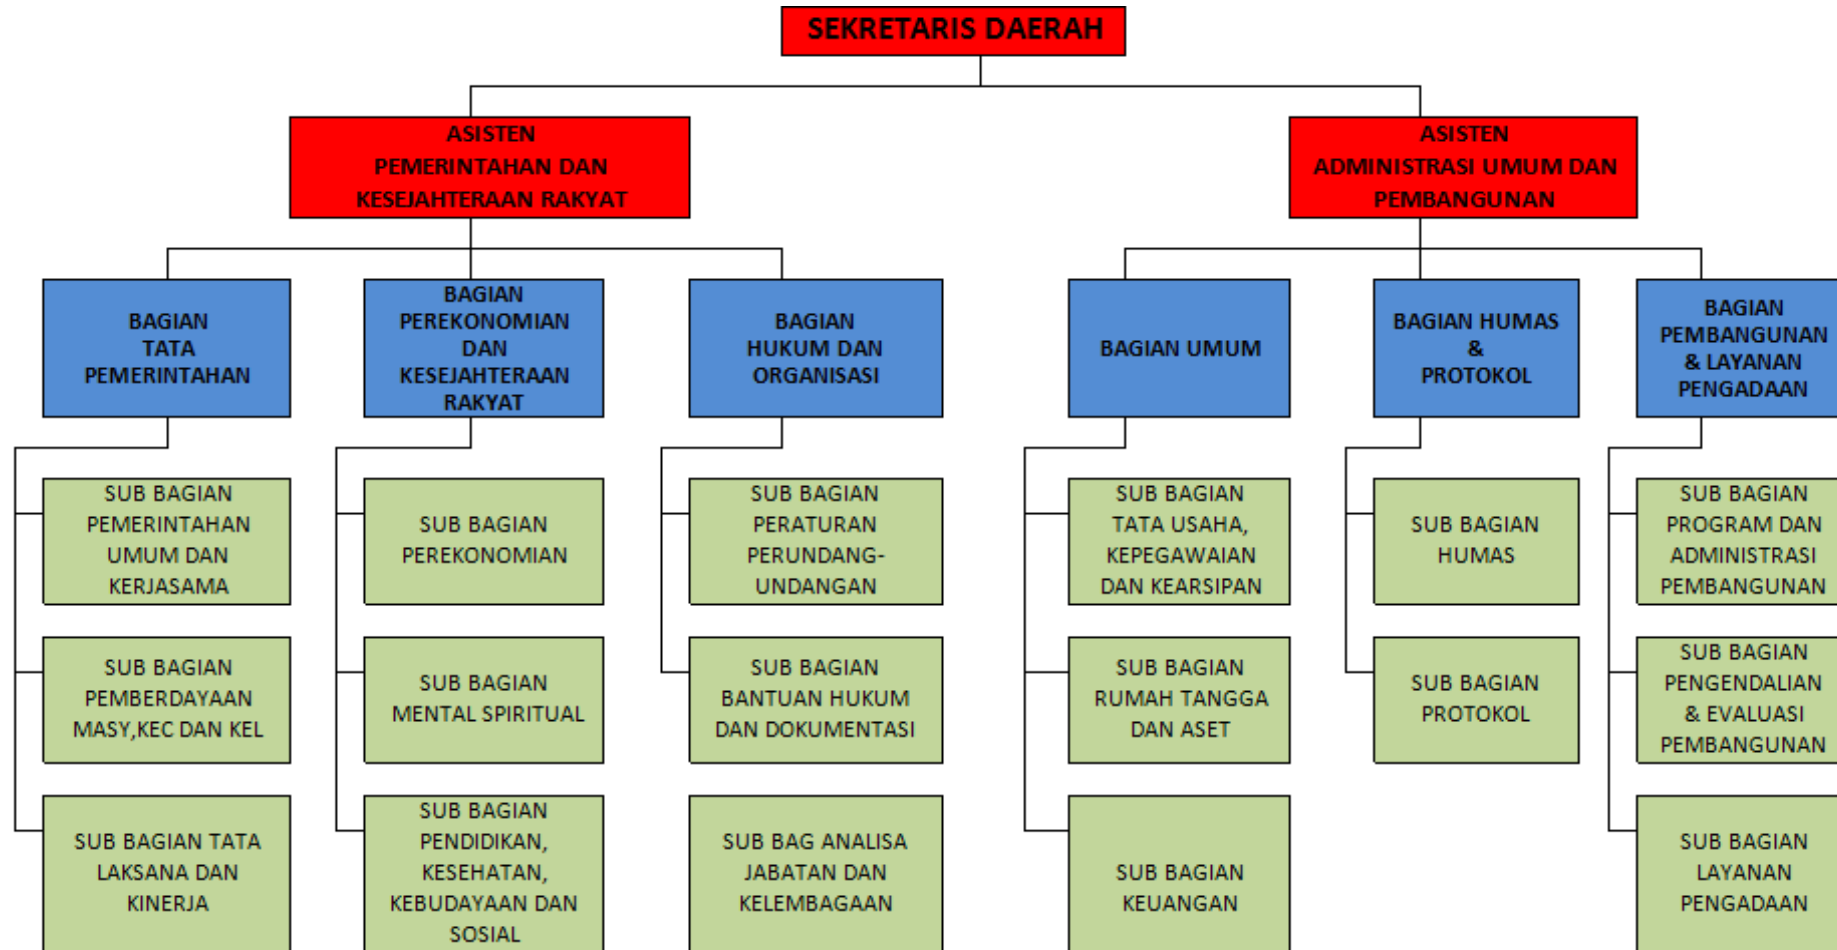 SEKRETARIS DAERAH
ASISTEN
PEMERINTAHAN DAN
KESEJAHTERAAN RAKYAT
ASISTEN
ADMINISTRASI UMUM DAN
PEMBANGUNAN
BAGIAN
TATA
PEMERINTAHAN
BAGIAN
PEREKONOMIAN
DAN
KESEJAHTERAAN
RAKYAT
BAGIAN
HUKUM DAN
ORGANISASI
BAGIAN UMUM
BAGIAN HUMAS
&
PROTOKOL
BAGIAN
PEMBANGUNAN
& LAYANAN
PENGADAAN
SUB BAGIAN
PEMERINTAHAN
UMUM DAN
KERJASAMA
SUB BAGIAN
PEREKONOMIAN
SUB BAGIAN
PERATURAN
PERUNDANG-
UNDANGAN
SUB BAGIAN
TATA USAHA,
KEPEGAWAIAN
DAN KEARSIPAN
SUB BAGIAN
HUMAS
SUB BAGIAN
PROGRAM DAN
ADMINISTRASI
PEMBANGUNAN
SUB BAGIAN
PEMBERDAYAAN
MASY,KEC DAN KEL
SUB BAGIAN
MENTAL SPIRITUAL
SUB BAGIAN
BANTUAN HUKUM
DAN DOKUMENTASI
SUB BAGIAN
RUMAH TANGGA
DAN ASET
SUB BAGIAN
PROTOKOL
SUB BAGIAN
PENGENDALIAN
& EVALUASI
PEMBANGUNAN
SUB BAGIAN TATA
LAKSANA DAN
KINERJA
SUB BAGIAN
PENDIDIKAN,
KESEHATAN,
KEBUDAYAAN DAN
SOSIAL
SUB BAG ANALISA
JABATAN DAN
KELEMBAGAAN
SUB BAGIAN
KEUANGAN
SUB BAGIAN
LAYANAN
PENGADAAN